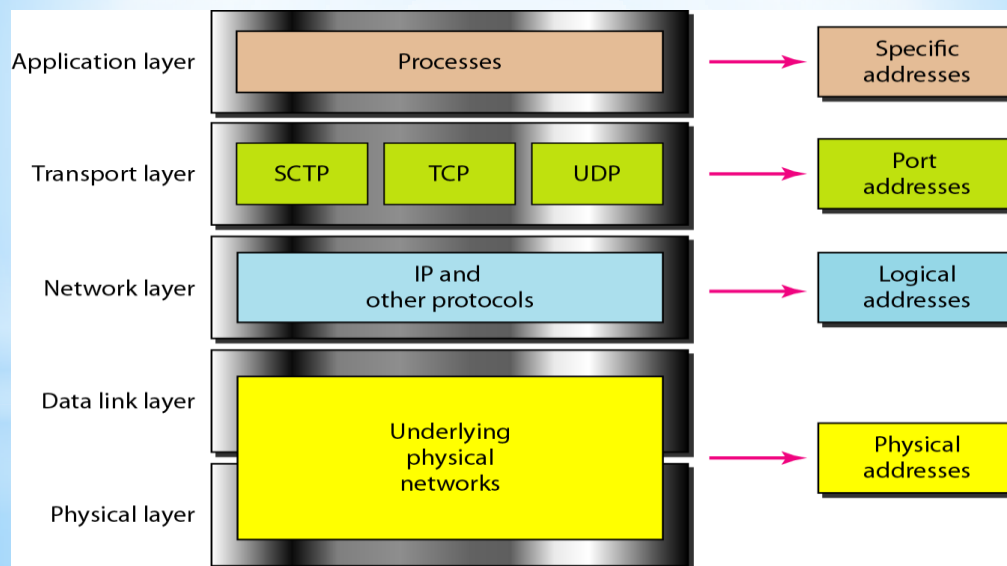 Application layer
Processes
Specific
addresses
Transport layer
SCTP
TCP
UDP
Port
addresses
Network layer
IP and
other protocols
Logical
addresses
Data link layer
Underlying
physical
networks
Physical
addresses
Physical layer